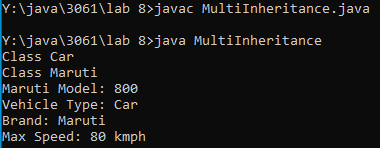 Y:\java\3061\lab 8>javac MultiInheritance.java
Y:\java\3061\lab 8>java MultiInheritance
Class Car
Class Maruti
Maruti Model: 800
Vehicle Type: Car
Brand: Maruti
Max Speed: 80 kmph